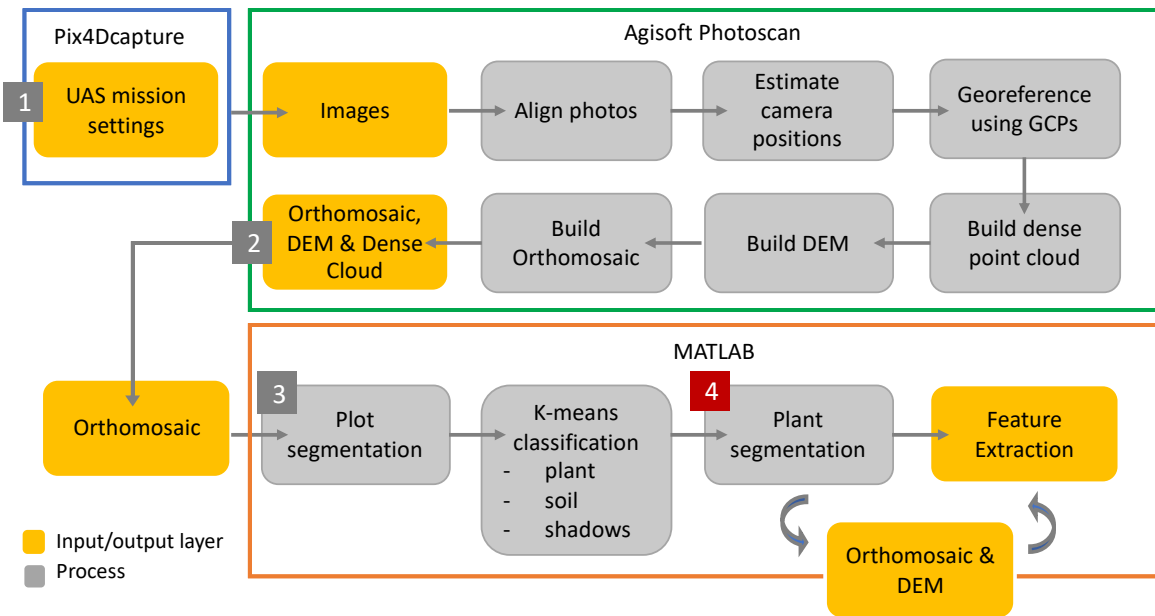 Pix4Dcapture
1
UAS mission
settings
Agisoft Photoscan
Images
Align photos
Estimate
camera
positions
Georeference
using GCPs
2
Orthomosaic,
DEM & Dense
Cloud
Build
Orthomosaic
Build DEM
Build dense
point cloud
MATLAB
Orthomosaic
3
Plot
segmentation
K-means
classification
- plant
- soil
- shadows
4
Plant
segmentation
Feature
Extraction
Orthomosaic &
DEM
Input/output layer
Process